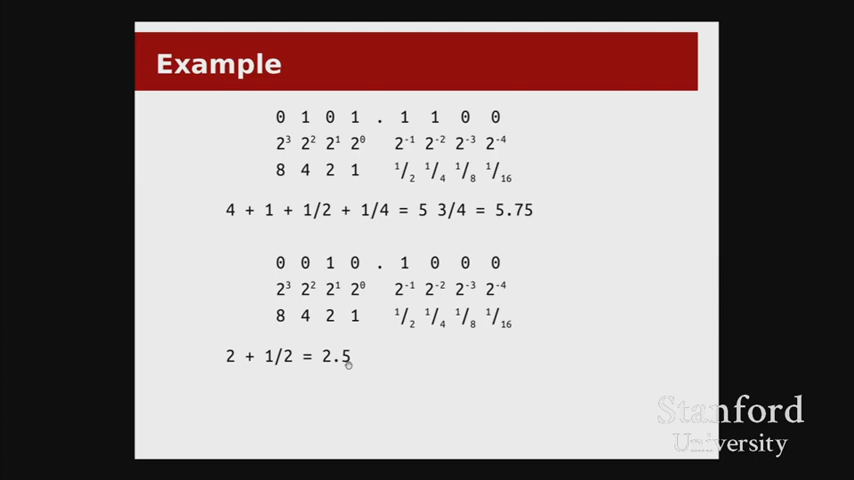 Example
0 1 0 1 . 1 1 0 0
2³ 2² 2¹ 2⁰ 2⁻¹ 2⁻² 2⁻³ 2⁻⁴
8 4 2 1 1/2 1/4 1/8 1/16
4 + 1 + 1/2 + 1/4 = 5 3/4 = 5.75
0 0 1 0 . 1 0 0 0
2³ 2² 2¹ 2⁰ 2⁻¹ 2⁻² 2⁻³ 2⁻⁴
8 4 2 1 1/2 1/4 1/8 1/16
2 + 1/2 = 2.5
Stanford
University